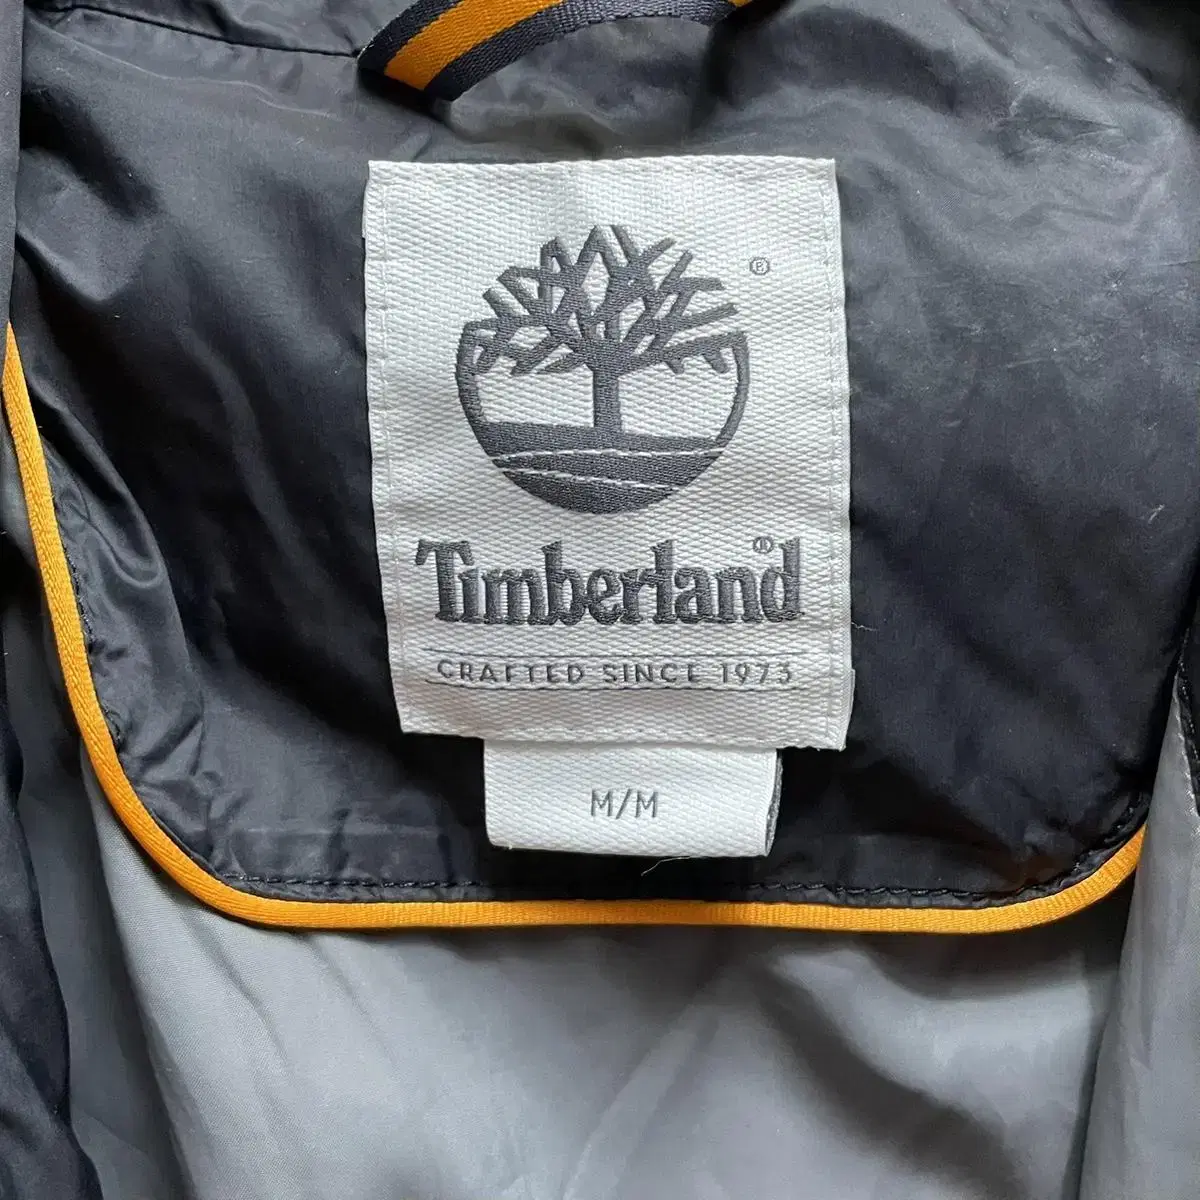 ®
Timberland®
CRAFTED SINCE 1973
M/M